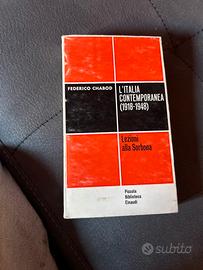 FEDERICO CHABOD
L'ITALIA
CONTEMPORANEA
(1918-1948)
Lezioni
alla Sorbona
Piccola
Biblioteca
Einaudi
subito